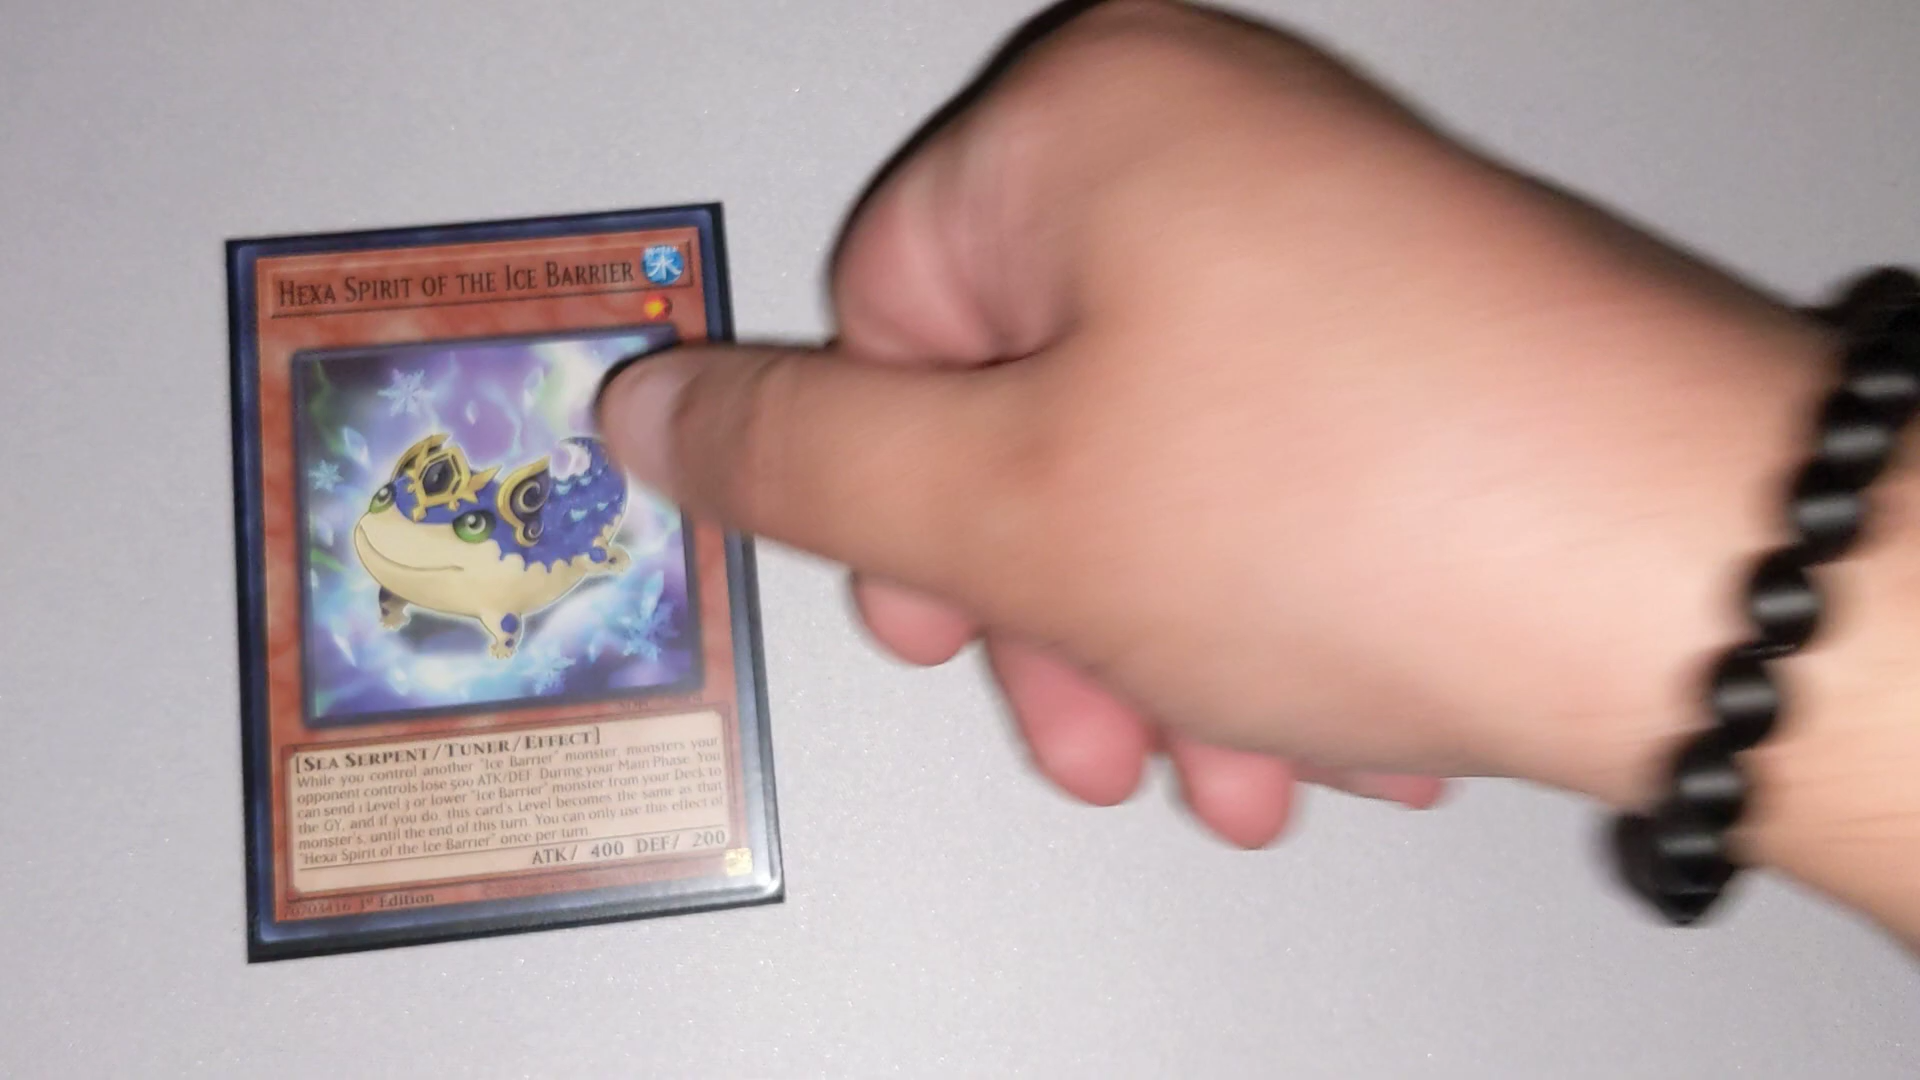 HEXA SPIRIT OF THE ICE BARRIER
水
[SEA SERPENT/TUNER/EFFECT]
While you control another "Ice Barrier" monster, monsters your
opponent controls lose 500 ATK/DEF. During your Main Phase: You
can send 1 Level 3 or lower "Ice Barrier" monster from your Deck to
the GY, and if you do, this card's Level becomes the same as that
monster's, until the end of this turn. You can only use this effect of
"Hexa Spirit of the Ice Barrier" once per turn.
ATK/ 400 DEF/ 200
1st Edition